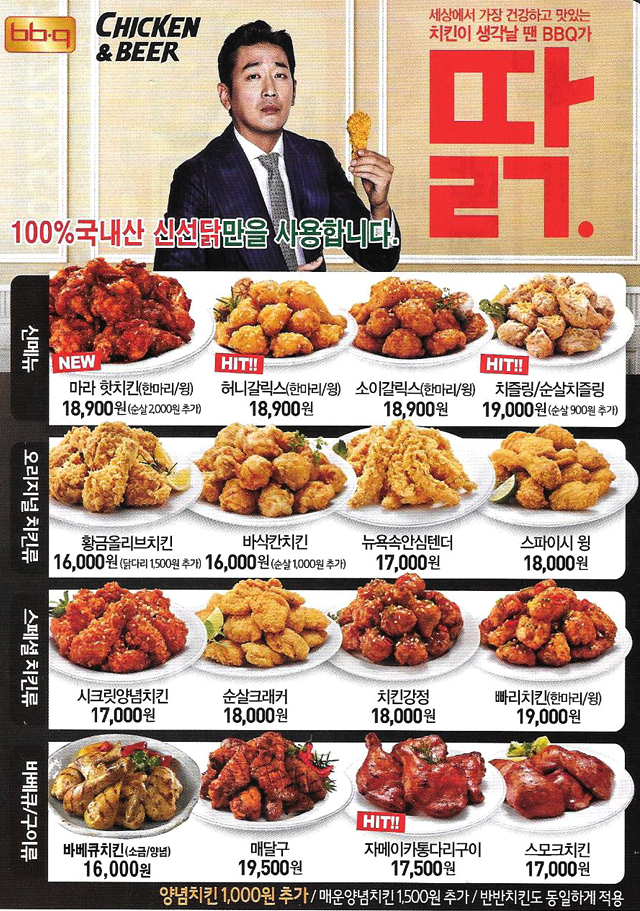 bb.q
CHICKEN
& BEER
세상에서 가장 건강하고 맛있는
치킨이 생각날 땐 BBQ가
딹.
100%국내산 신선닭만을 사용합니다.
신메뉴
NEW
마라 핫치킨(한마리/윙)
18,900원(순살 2,000원 추가)
HIT!!
허니갈릭스(한마리/윙)
18,900원
소이갈릭스(한마리/윙)
18,900원
HIT!!
치즐링/순살치즐링
19,000원(순살 900원 추가)
오리지널 치킨류
황금올리브치킨
16,000원(닭다리 1,500원 추가)
바삭칸치킨
16,000원(순살 1,000원 추가)
뉴욕속안심텐더
17,000원
스파이시 윙
18,000원
스페셜 치킨류
시크릿양념치킨
17,000원
순살크래커
18,000원
치킨강정
18,000원
빠리치킨(한마리/윙)
19,000원
바베큐/구이류
바베큐치킨(소금/양념)
16,000원
매달구
19,500원
HIT!!
자메이카통다리구이
17,500원
스모크치킨
17,000원
양념치킨 1,000원 추가 / 매운양념치킨 1,500원 추가 / 반반치킨도 동일하게 적용